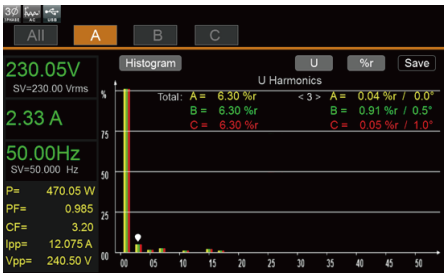 3Ø
1PHASE AC USB
All A B C
230.05V
SV=230.00 Vrms
2.33 A
50.00Hz
SV=50.000 Hz
P= 470.05 W
PF= 0.985
CF= 3.20
Ipp= 12.075 A
Vpp= 240.50 V
Histogram U %r Save
U Harmonics
Total: A = 6.30 %r < 3 > A = 0.04 %r / 0.0°
B = 6.30 %r B = 0.91 %r / 0.5°
C = 6.30 %r C = 0.05 %r / 1.0°
%
75
50
25
00
00 05 10 15 20 25 30 35 40 45 50